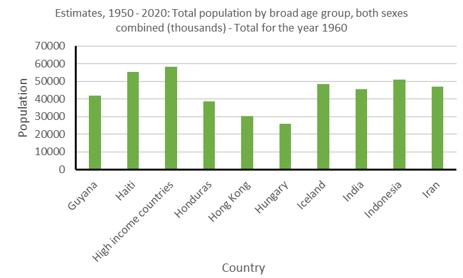 Estimates, 1950 - 2020: Total population by broad age group, both sexes
combined (thousands) - Total for the year 1960
70000
60000
50000
40000
30000
20000
10000
0
Population
Guyana
Haiti
High income countries
Honduras
Hong Kong
Hungary
Iceland
India
Indonesia
Iran
Country